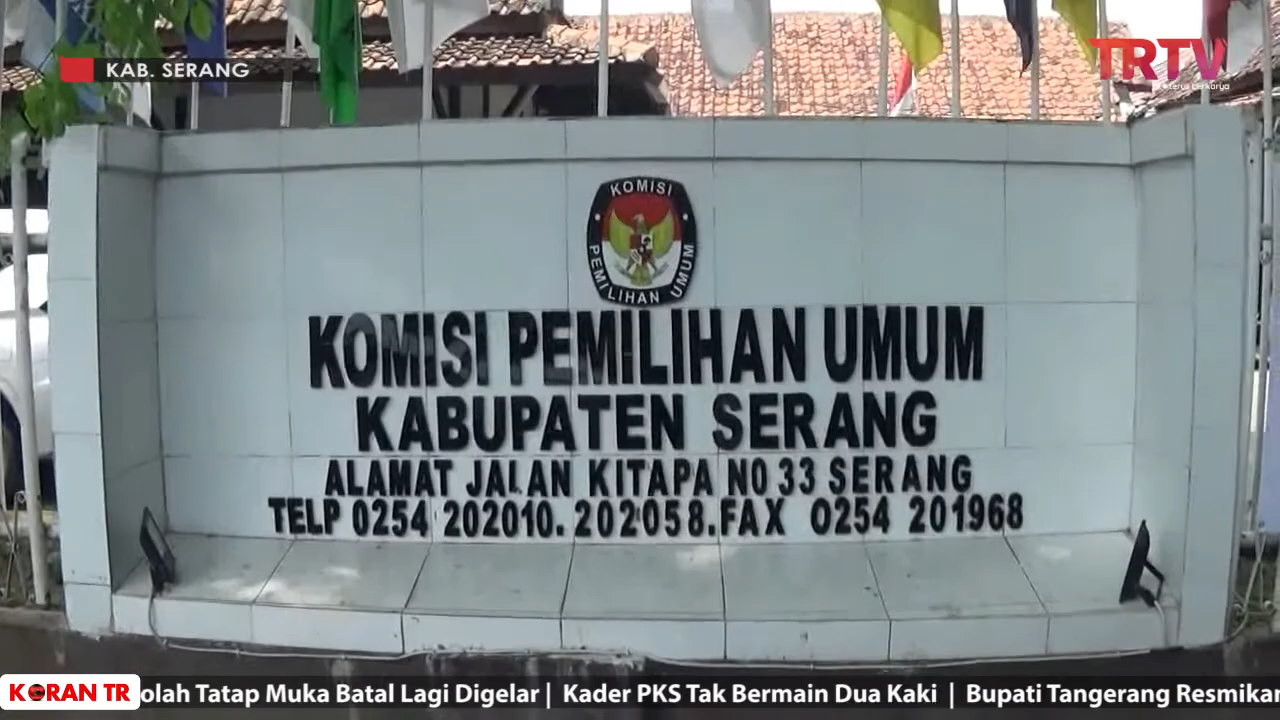 KAB. SERANG
TRTV
terus berkarya
KOMISI
PEMILIHAN UMUM
KOMISI PEMILIHAN UMUM
KABUPATEN SERANG
ALAMAT JALAN KITAPA NO 33 SERANG
TELP 0254 202010. 202058. FAX 0254 201968
KORAN TR
olah Tatap Muka Batal Lagi Digelar | Kader PKS Tak Bermain Dua Kaki | Bupati Tangerang Resmikan